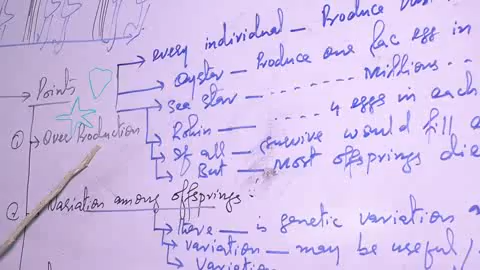 every individual — Produce
Oyster — Produce one lac egg in
Points
Sea star — - - - - - - - Millions - -
Robin — - - - - - - 4 eggs in each
① Over Production
If all — survive would fill
But — Most offsprings die
② Variation among offsprings.
There — is genetic variation
variation — may be useful /
Variation